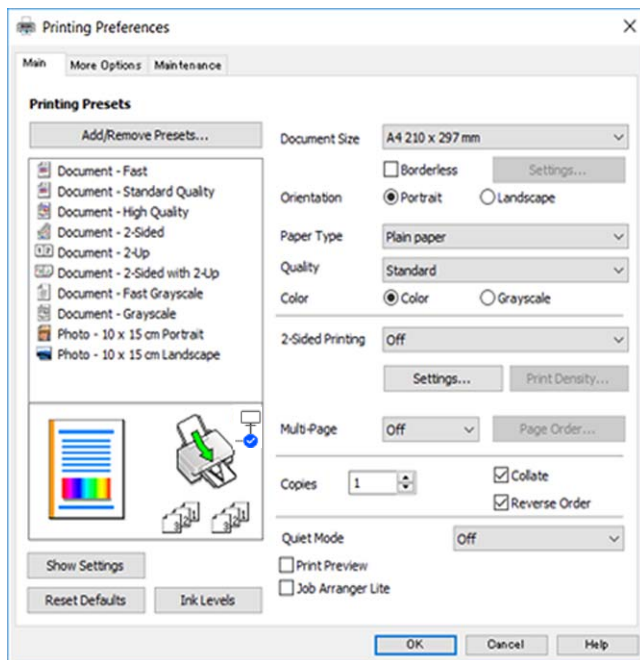 Printing Preferences
Main More Options Maintenance
Printing Presets
Add/Remove Presets...
Document - Fast
Document - Standard Quality
Document - High Quality
Document - 2-Sided
Document - 2-Up
Document - 2-Sided with 2-Up
Document - Fast Grayscale
Document - Grayscale
Photo - 10 x 15 cm Portrait
Photo - 10 x 15 cm Landscape
Show Settings
Reset Defaults Ink Levels
Document Size A4 210 x 297 mm
Borderless Settings...
Orientation Portrait Landscape
Paper Type Plain paper
Quality Standard
Color Color Grayscale
2-Sided Printing Off
Settings... Print Density...
Multi-Page Off Page Order...
Copies 1 Collate
Reverse Order
Quiet Mode Off
Print Preview
Job Arranger Lite
OK Cancel Help